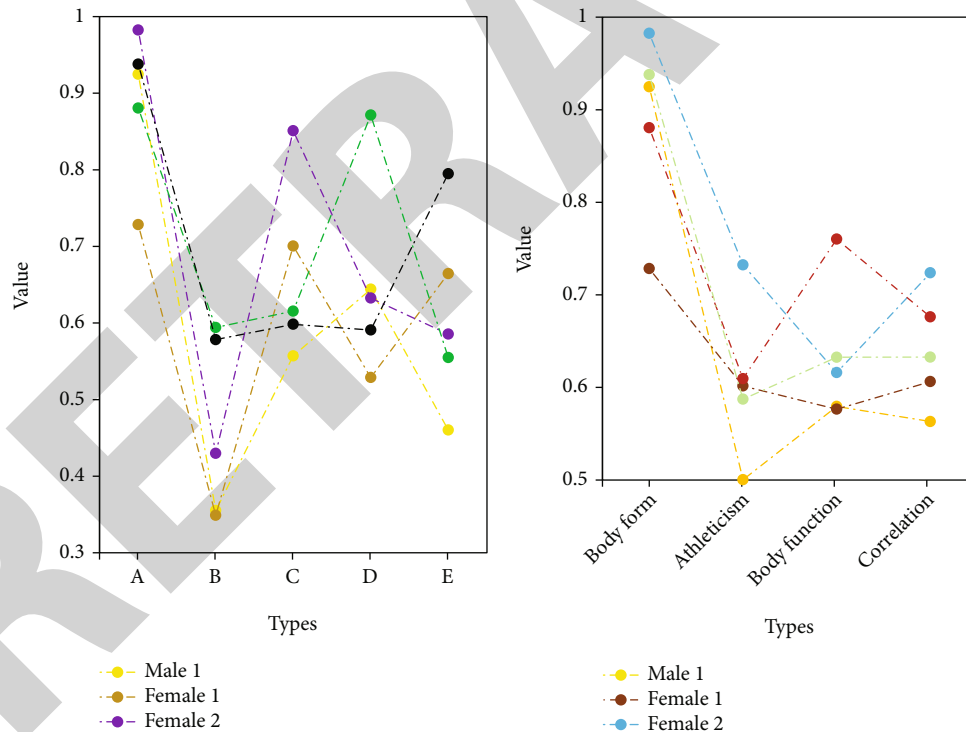 1
0.9
0.8
0.7
0.6
0.5
0.4
0.3
Value
A B C D E
Types
Male 1
Female 1
Female 2
1
0.9
0.8
0.7
0.6
0.5
Value
Body form
Athleticism
Body function
Correlation
Types
Male 1
Female 1
Female 2